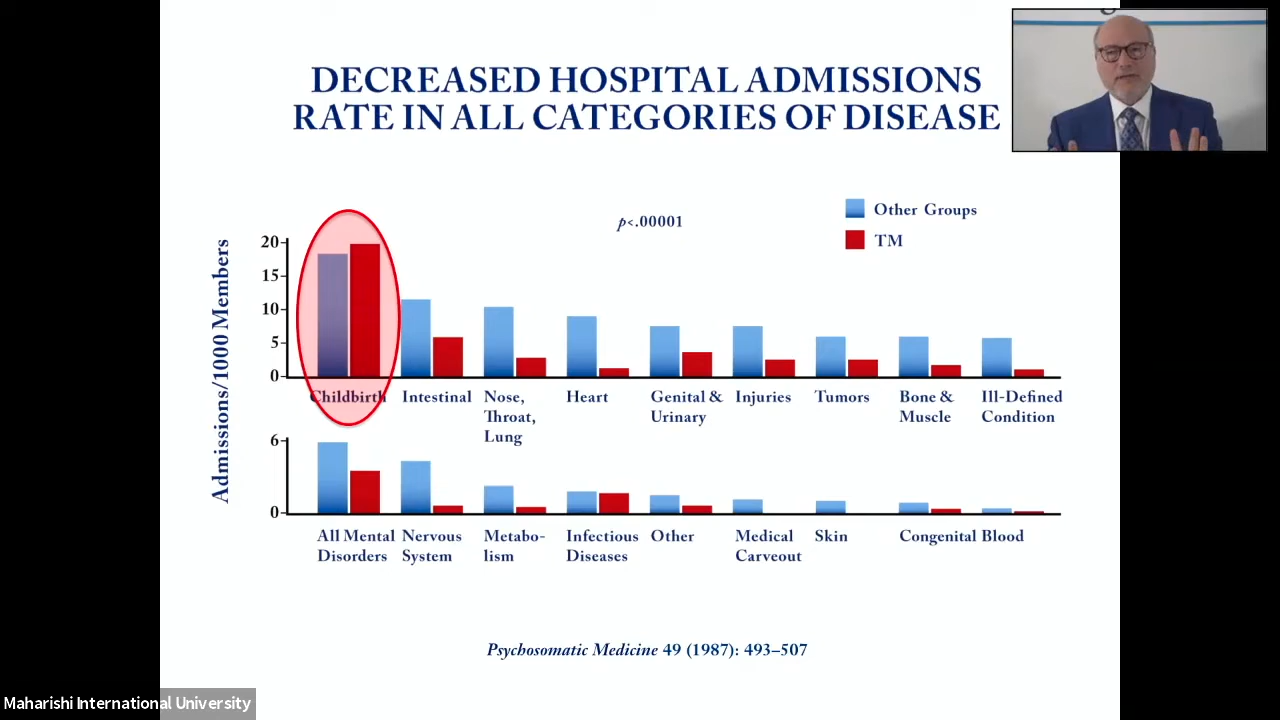 DECREASED HOSPITAL ADMISSIONS
RATE IN ALL CATEGORIES OF DISEASE
p<.00001
Other Groups
TM
Admissions/1000 Members
20
15
10
5
0
Childbirth
Intestinal
Nose,
Throat,
Lung
Heart
Genital &
Urinary
Injuries
Tumors
Bone &
Muscle
Ill-Defined
Condition
6
0
All Mental
Disorders
Nervous
System
Metabo-
lism
Infectious
Diseases
Other
Medical
Carveout
Skin
Congenital
Blood
Psychosomatic Medicine 49 (1987): 493–507
Maharishi International University